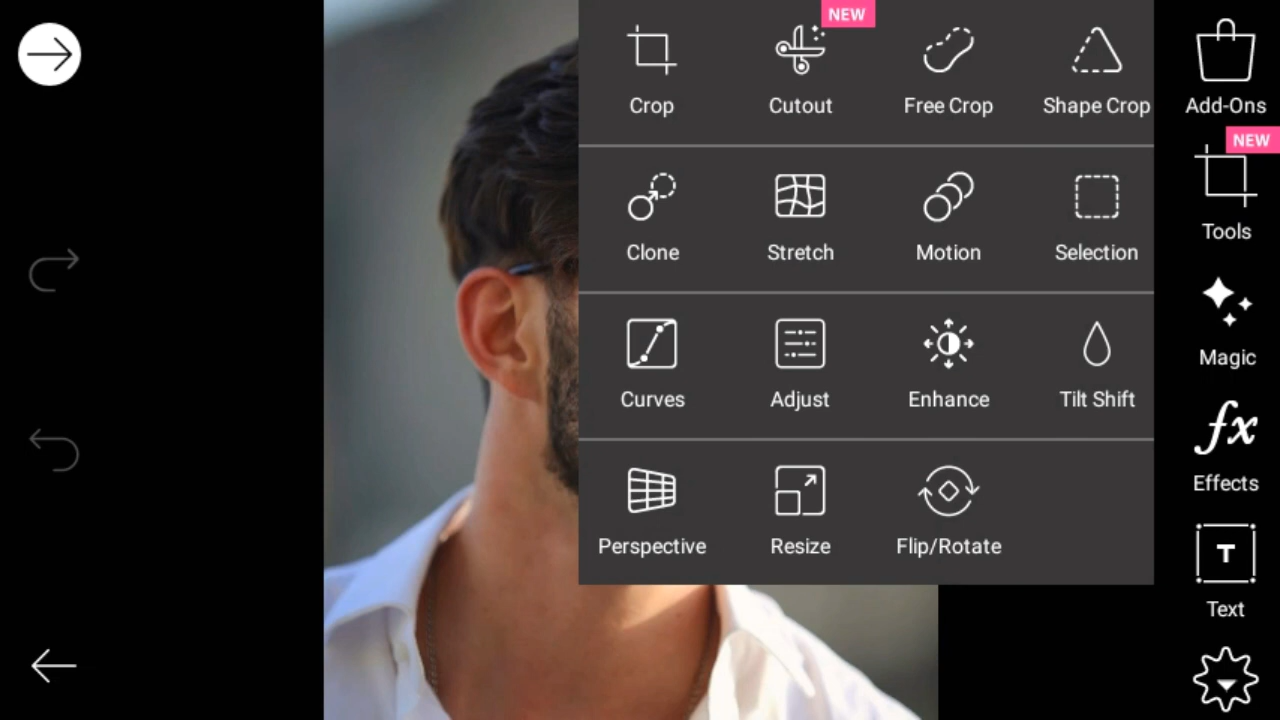 NEW
Crop
Cutout
Free Crop
Shape Crop
Add-Ons
NEW
Clone
Stretch
Motion
Selection
Tools
Curves
Adjust
Enhance
Tilt Shift
Magic
fx
Effects
Perspective
Resize
Flip/Rotate
T
Text